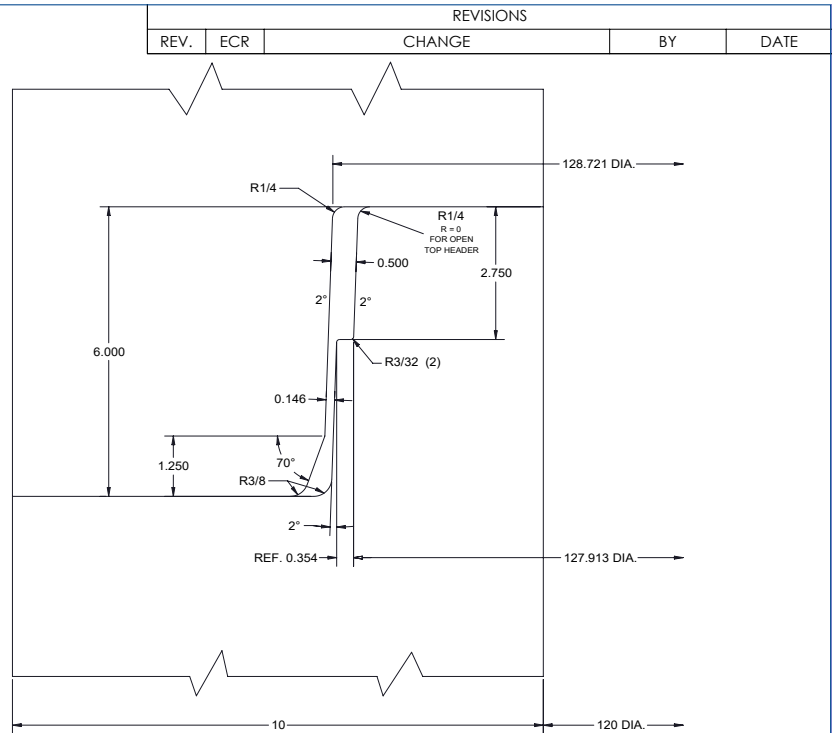 REVISIONS
REV. ECR CHANGE BY DATE
128.721 DIA.
R1/4
R1/4
R = 0
FOR OPEN
TOP HEADER
0.500
2.750
2° 2°
6.000
R3/32 (2)
0.146
1.250
70°
R3/8
2°
REF. 0.354
127.913 DIA.
10
120 DIA.